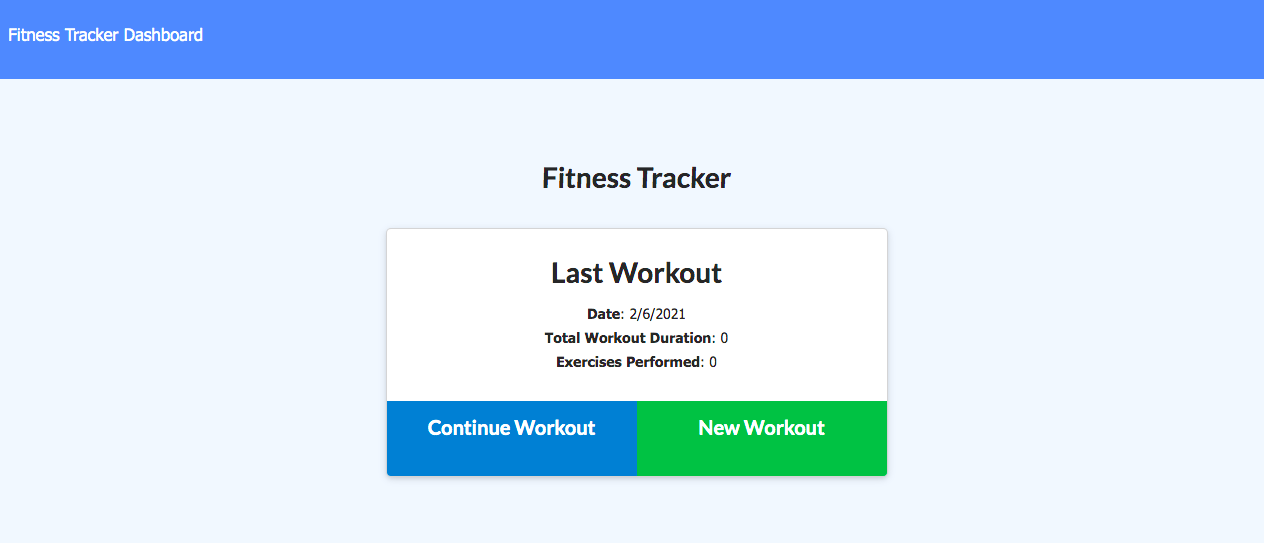 Fitness Tracker Dashboard
Fitness Tracker
Last Workout
Date: 2/6/2021
Total Workout Duration: 0
Exercises Performed: 0
Continue Workout
New Workout